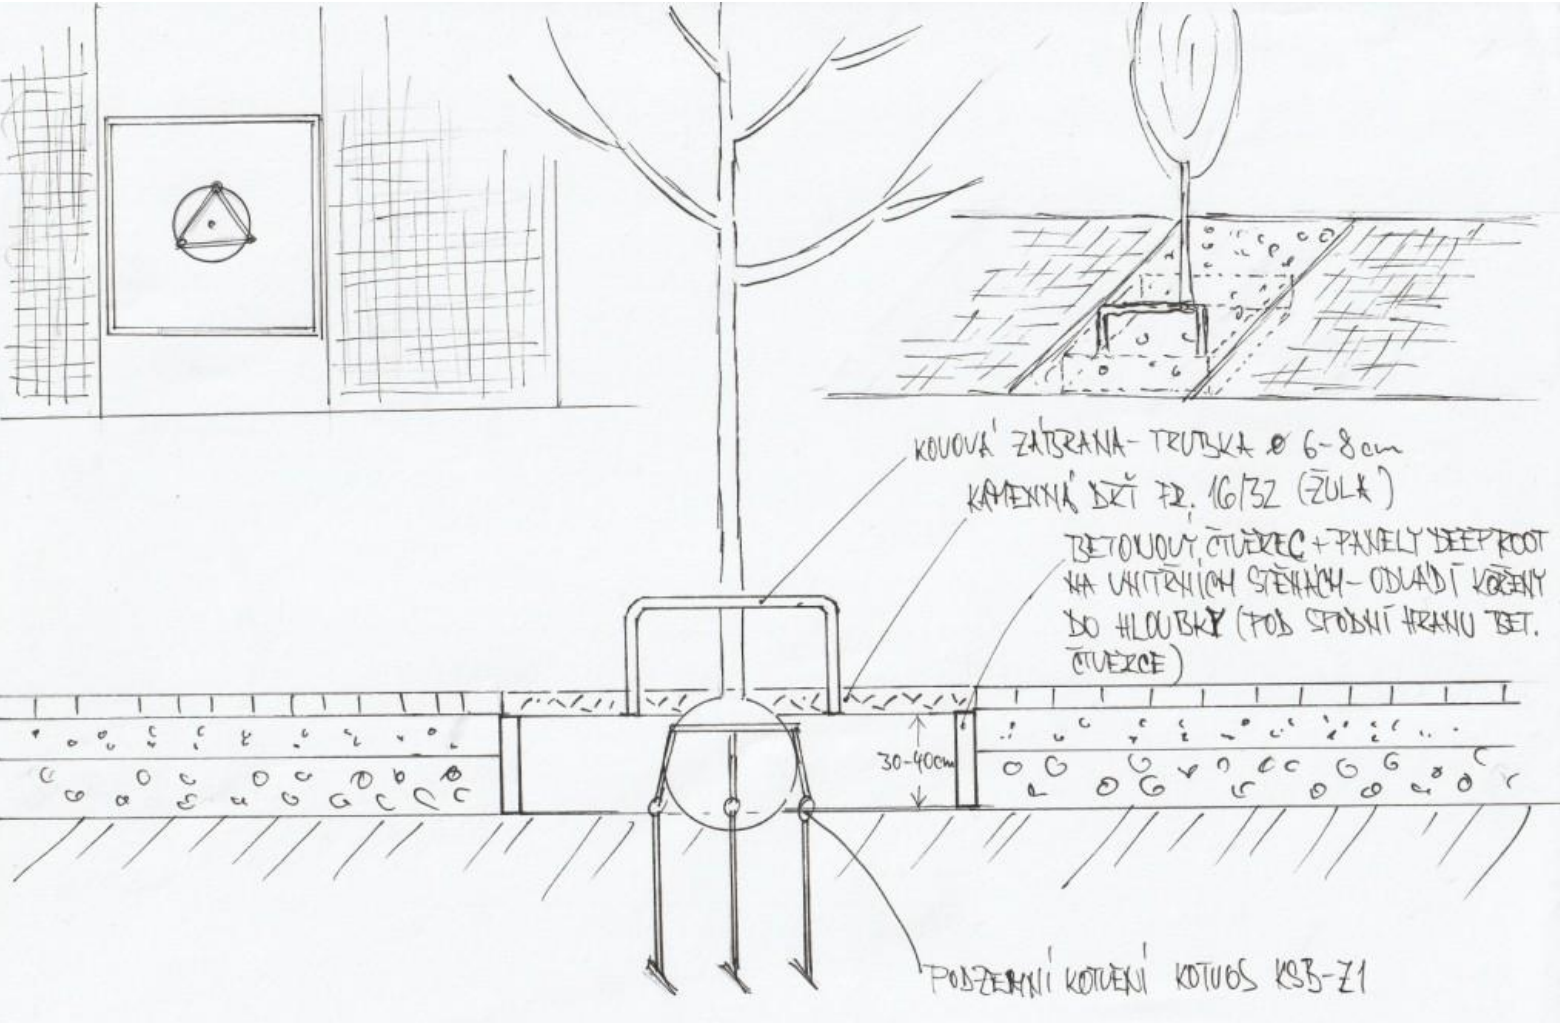 KOVOVÁ ZÁBRANA - TRUBKA ø 6-8cm
KAMENNÁ DRŤ FR. 16/32 (ŽULA)
BETONOVÝ ČTVEREC + PANELY DEEPROOT
NA VNITŘNÍCH STĚNÁCH - ODVÁDÍ KOŘENY
DO HLOUBKY (POD SPODNÍ HRANU BET.
ČTVERCE)
30-40cm
PODZEMNÍ KOTVENÍ KOTVOS KSB-Z1